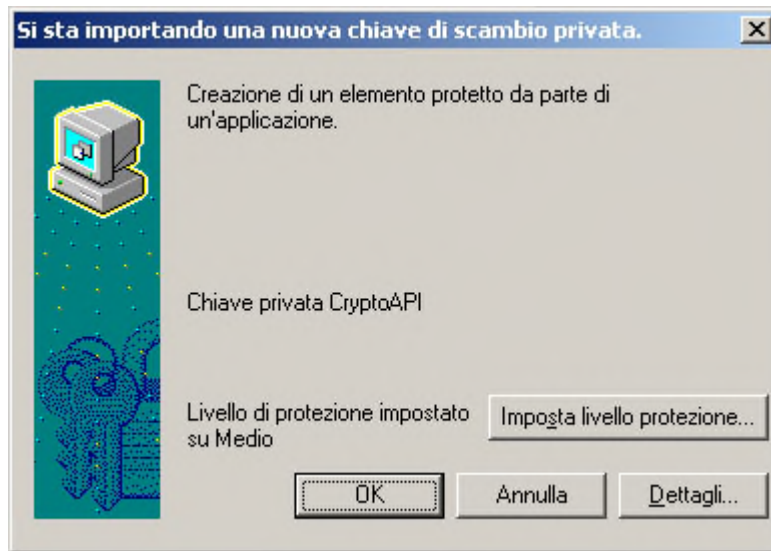 Si sta importando una nuova chiave di scambio privata.
Creazione di un elemento protetto da parte di
un'applicazione.
Chiave privata CryptoAPI
Livello di protezione impostato
su Medio
Imposta livello protezione...
OK
Annulla
Dettagli...